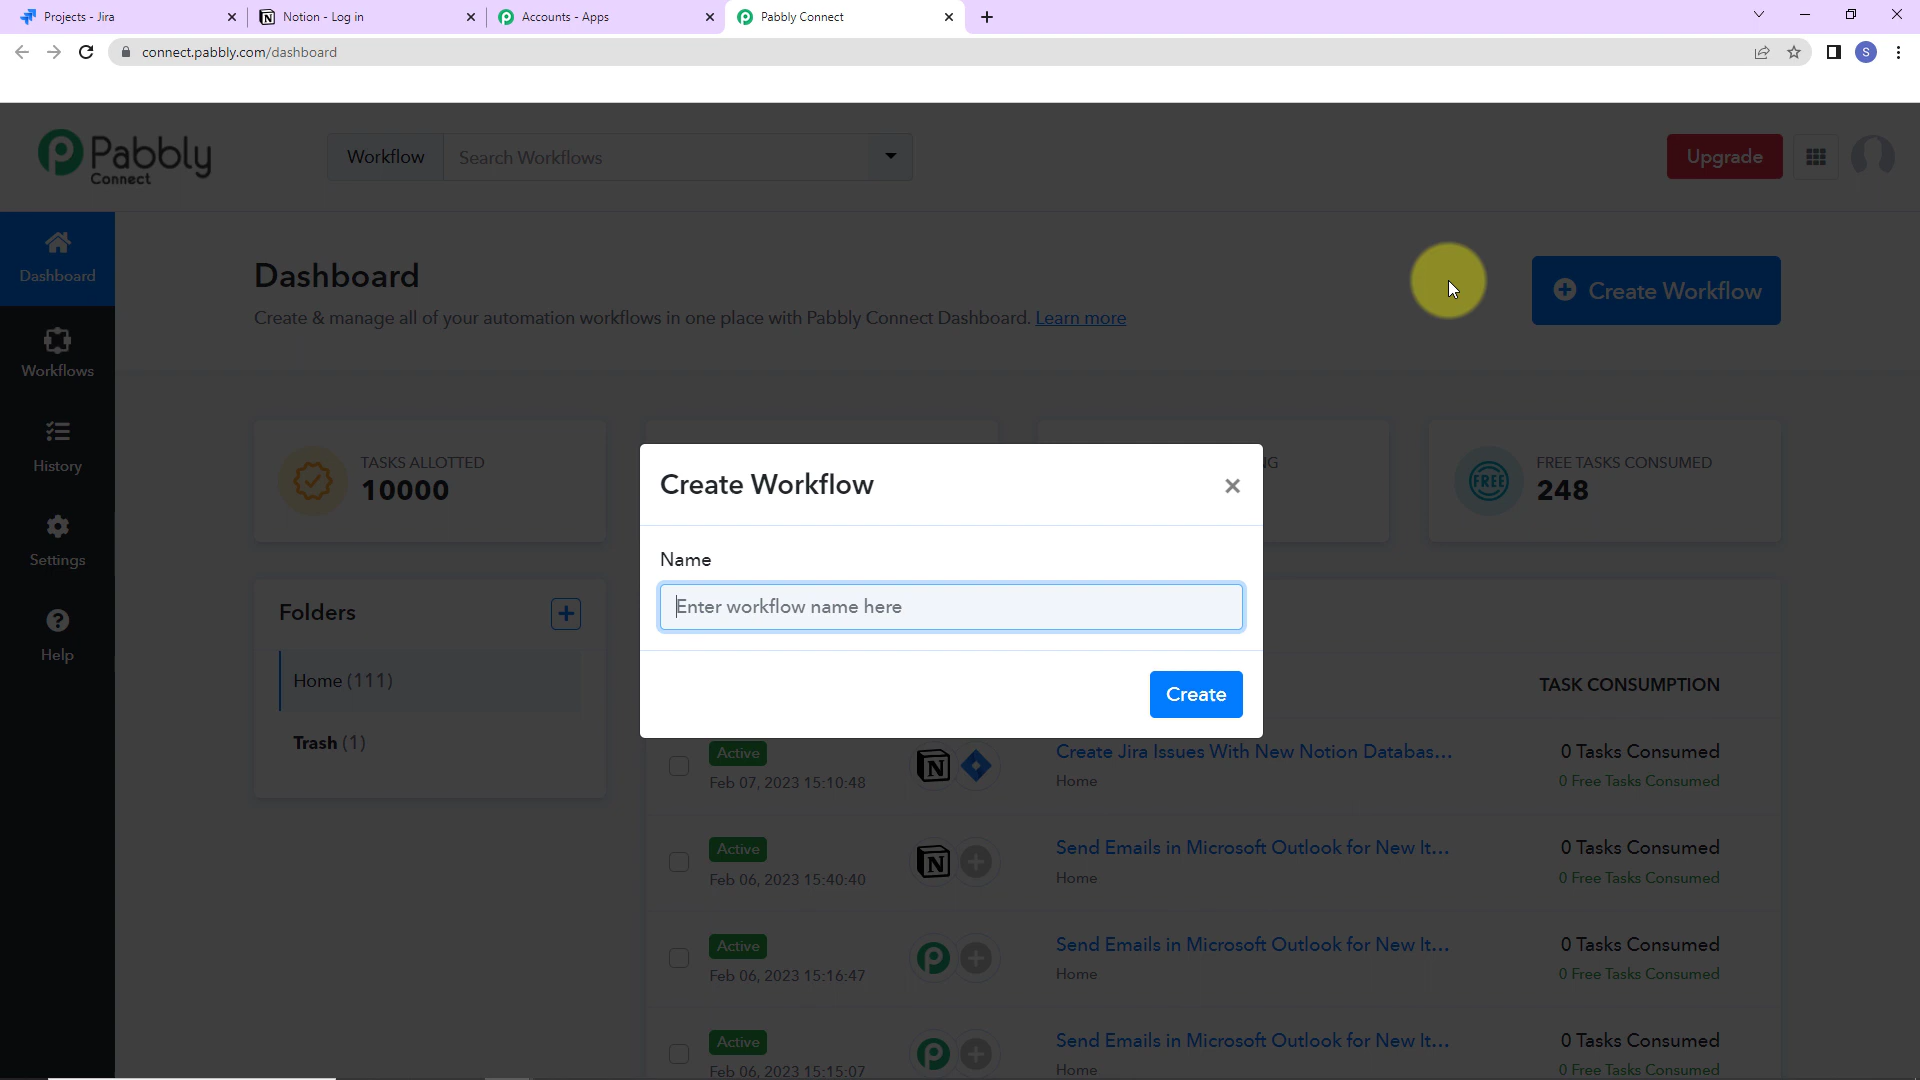 Projects - Jira
Notion - Log in
Accounts - Apps
Pabbly Connect
connect.pabbly.com/dashboard
S
Pabbly
Connect
Workflow
Search Workflows
Upgrade
Dashboard
Workflows
History
Settings
Help
Dashboard
Create & manage all of your automation workflows in one place with Pabbly Connect Dashboard. Learn more
Create Workflow
TASKS ALLOTTED
10000
FREE
FREE TASKS CONSUMED
248
Create Workflow
Name
Enter workflow name here
Create
Folders
Home (111)
Trash (1)
TASK CONSUMPTION
Active
Feb 07, 2023 15:10:48
Create Jira Issues With New Notion Databas...
Home
0 Tasks Consumed
0 Free Tasks Consumed
Active
Feb 06, 2023 15:40:40
Send Emails in Microsoft Outlook for New It...
Home
0 Tasks Consumed
0 Free Tasks Consumed
Active
Feb 06, 2023 15:16:47
Send Emails in Microsoft Outlook for New It...
Home
0 Tasks Consumed
0 Free Tasks Consumed
Active
Feb 06, 2023 15:15:07
Send Emails in Microsoft Outlook for New It...
Home
0 Tasks Consumed
0 Free Tasks Consumed